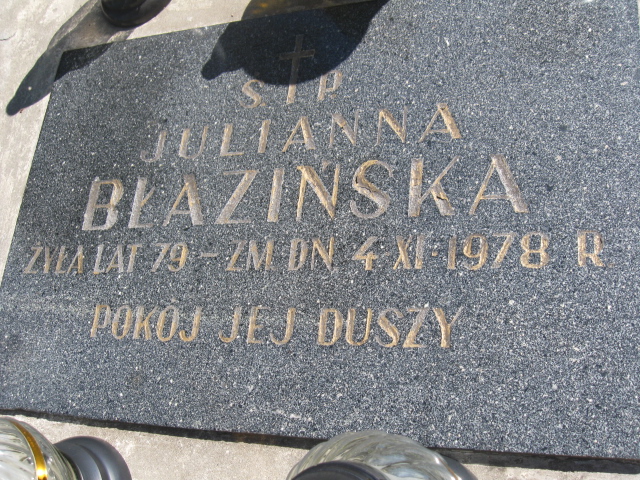 Ś I P
JULIANNA
BŁAZIŃSKA
ŻYŁA LAT 79 – ZM DN. 4·XI·1978 R
POKÓJ JEJ DUSZY